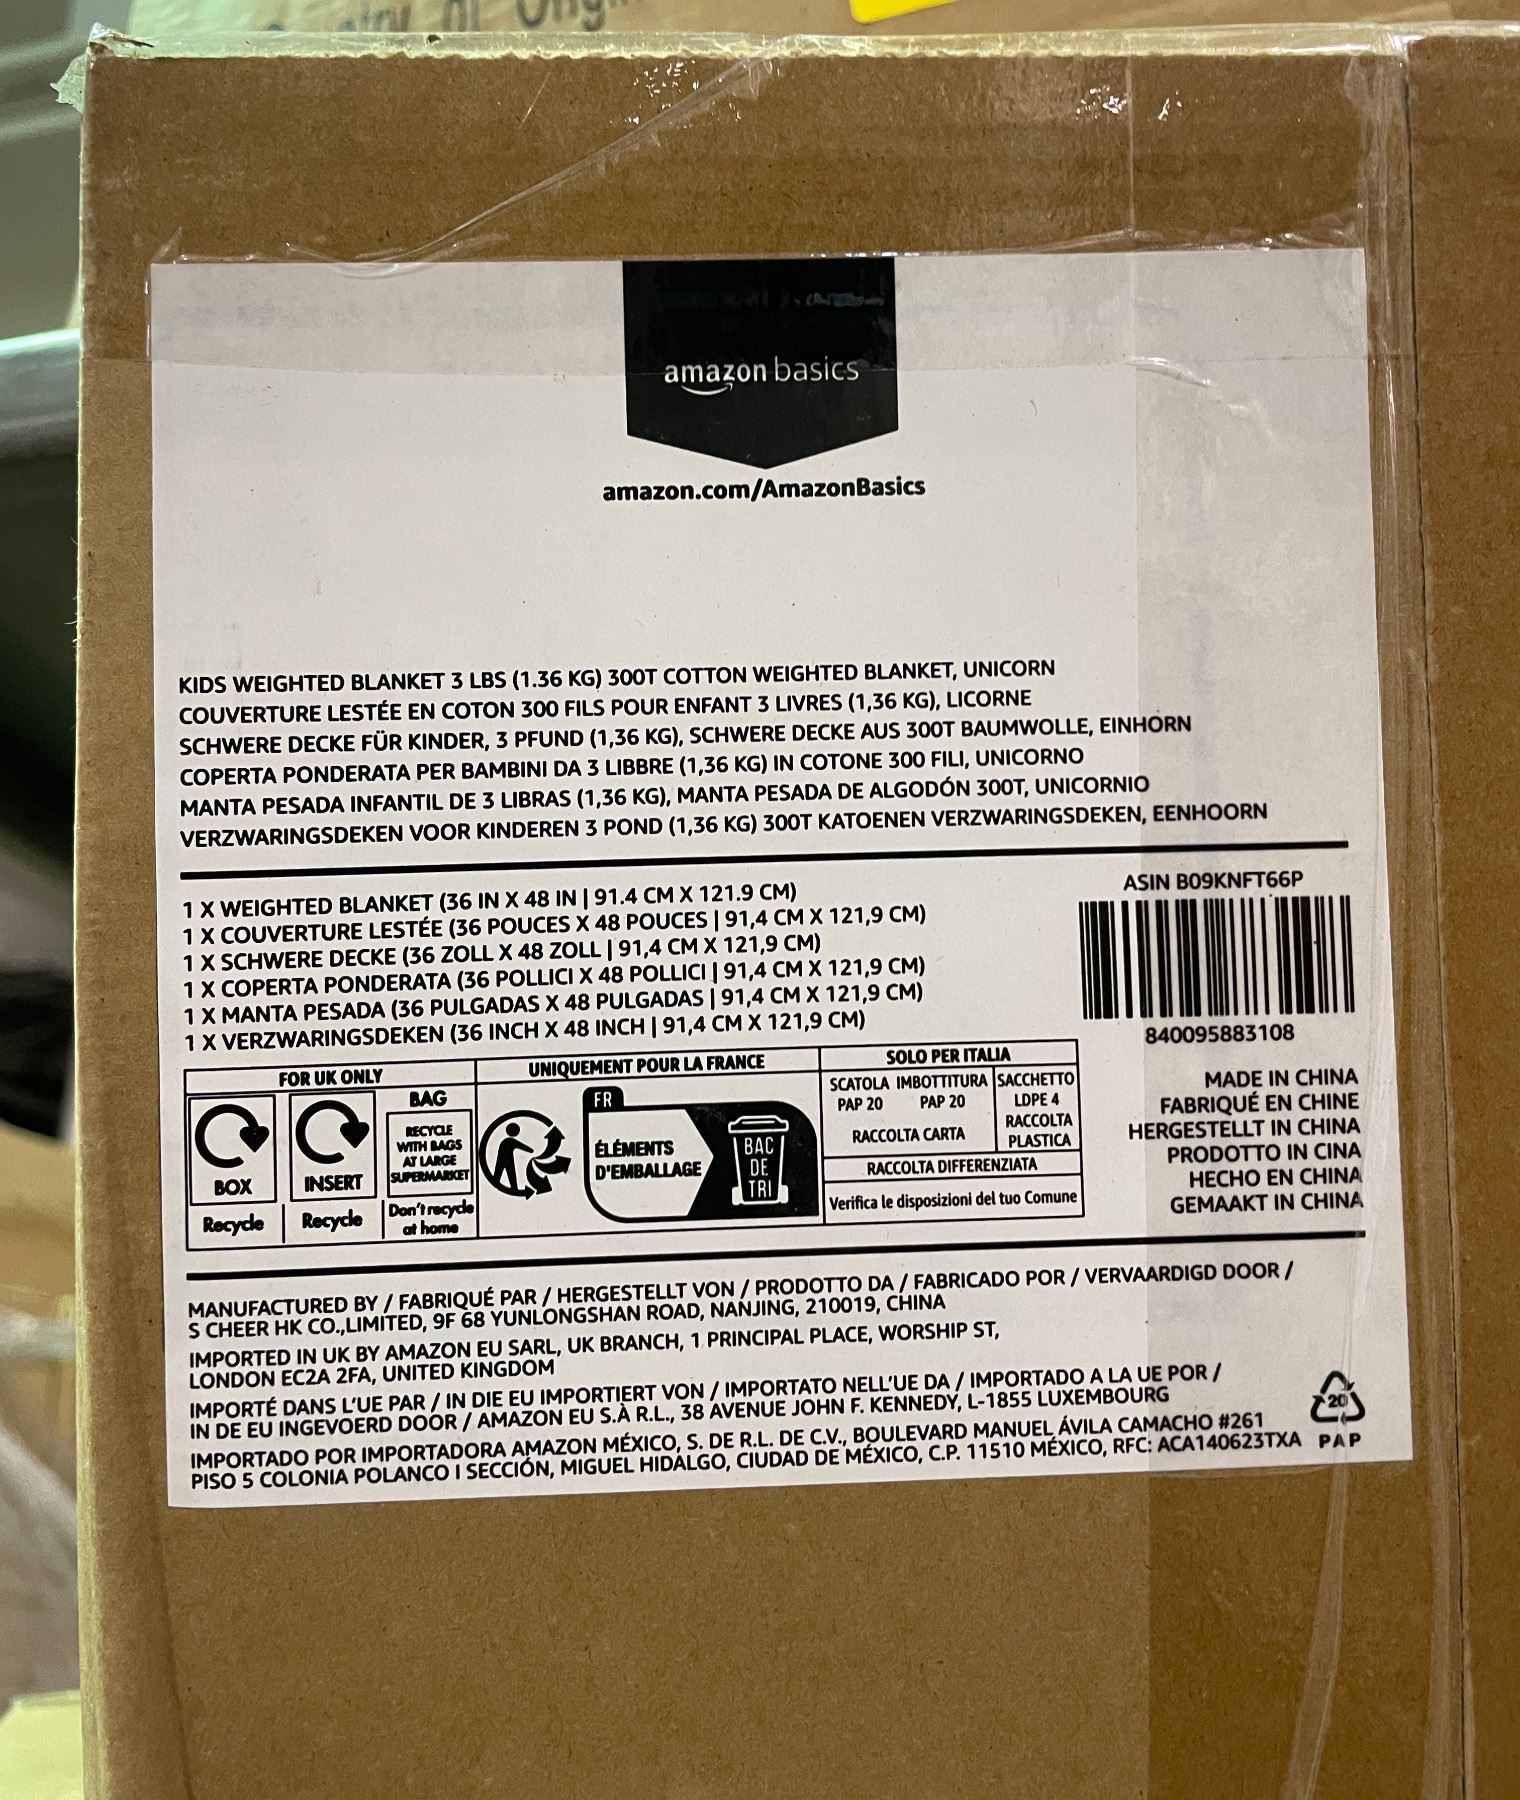 amazon basics
amazon.com/AmazonBasics
KIDS WEIGHTED BLANKET 3 LBS (1.36 KG) 300T COTTON WEIGHTED BLANKET, UNICORN
COUVERTURE LESTÉE EN COTON 300 FILS POUR ENFANT 3 LIVRES (1,36 KG), LICORNE
SCHWERE DECKE FÜR KINDER, 3 PFUND (1,36 KG), SCHWERE DECKE AUS 300T BAUMWOLLE, EINHORN
COPERTA PONDERATA PER BAMBINI DA 3 LIBBRE (1,36 KG) IN COTONE 300 FILI, UNICORNO
MANTA PESADA INFANTIL DE 3 LIBRAS (1,36 KG), MANTA PESADA DE ALGODÓN 300T, UNICORNIO
VERZWARINGSDEKEN VOOR KINDEREN 3 POND (1,36 KG) 300T KATOENEN VERZWARINGSDEKEN, EENHOORN
1 X WEIGHTED BLANKET (36 IN X 48 IN | 91.4 CM X 121.9 CM)
1 X COUVERTURE LESTÉE (36 POUCES X 48 POUCES | 91,4 CM X 121,9 CM)
1 X SCHWERE DECKE (36 ZOLL X 48 ZOLL | 91,4 CM X 121,9 CM)
1 X COPERTA PONDERATA (36 POLLICI X 48 POLLICI | 91,4 CM X 121,9 CM)
1 X MANTA PESADA (36 PULGADAS X 48 PULGADAS | 91,4 CM X 121,9 CM)
1 X VERZWARINGSDEKEN (36 INCH X 48 INCH | 91,4 CM X 121,9 CM)
ASIN B09KNFT66P
840095883108
FOR UK ONLY
BOX
Recycle
INSERT
Recycle
BAG
RECYCLE
WITH BAGS
AT LARGE
SUPERMARKET
Don't recycle
at home
UNIQUEMENT POUR LA FRANCE
FR
ÉLÉMENTS
D'EMBALLAGE
BAC
DE
TRI
SOLO PER ITALIA
SCATOLA IMBOTTITURA SACCHETTO
PAP 20 PAP 20 LDPE 4
RACCOLTA CARTA
RACCOLTA
PLASTICA
RACCOLTA DIFFERENZIATA
Verifica le disposizioni del tuo Comune
MADE IN CHINA
FABRIQUÉ EN CHINE
HERGESTELLT IN CHINA
PRODOTTO IN CINA
HECHO EN CHINA
GEMAAKT IN CHINA
MANUFACTURED BY / FABRIQUÉ PAR / HERGESTELLT VON / PRODOTTO DA / FABRICADO POR / VERVAARDIGD DOOR /
S CHEER HK CO.,LIMITED, 9F 68 YUNLONGSHAN ROAD, NANJING, 210019, CHINA
IMPORTED IN UK BY AMAZON EU SARL, UK BRANCH, 1 PRINCIPAL PLACE, WORSHIP ST,
LONDON EC2A 2FA, UNITED KINGDOM
IMPORTÉ DANS L'UE PAR / IN DIE EU IMPORTIERT VON / IMPORTATO NELL'UE DA / IMPORTADO A LA UE POR /
IN DE EU INGEVOERD DOOR / AMAZON EU S.À R.L., 38 AVENUE JOHN F. KENNEDY, L-1855 LUXEMBOURG
IMPORTADO POR IMPORTADORA AMAZON MÉXICO, S. DE R.L. DE C.V., BOULEVARD MANUEL ÁVILA CAMACHO #261
PISO 5 COLONIA POLANCO I SECCIÓN, MIGUEL HIDALGO, CIUDAD DE MÉXICO, C.P. 11510 MÉXICO, RFC: ACA140623TXA
20
PAP